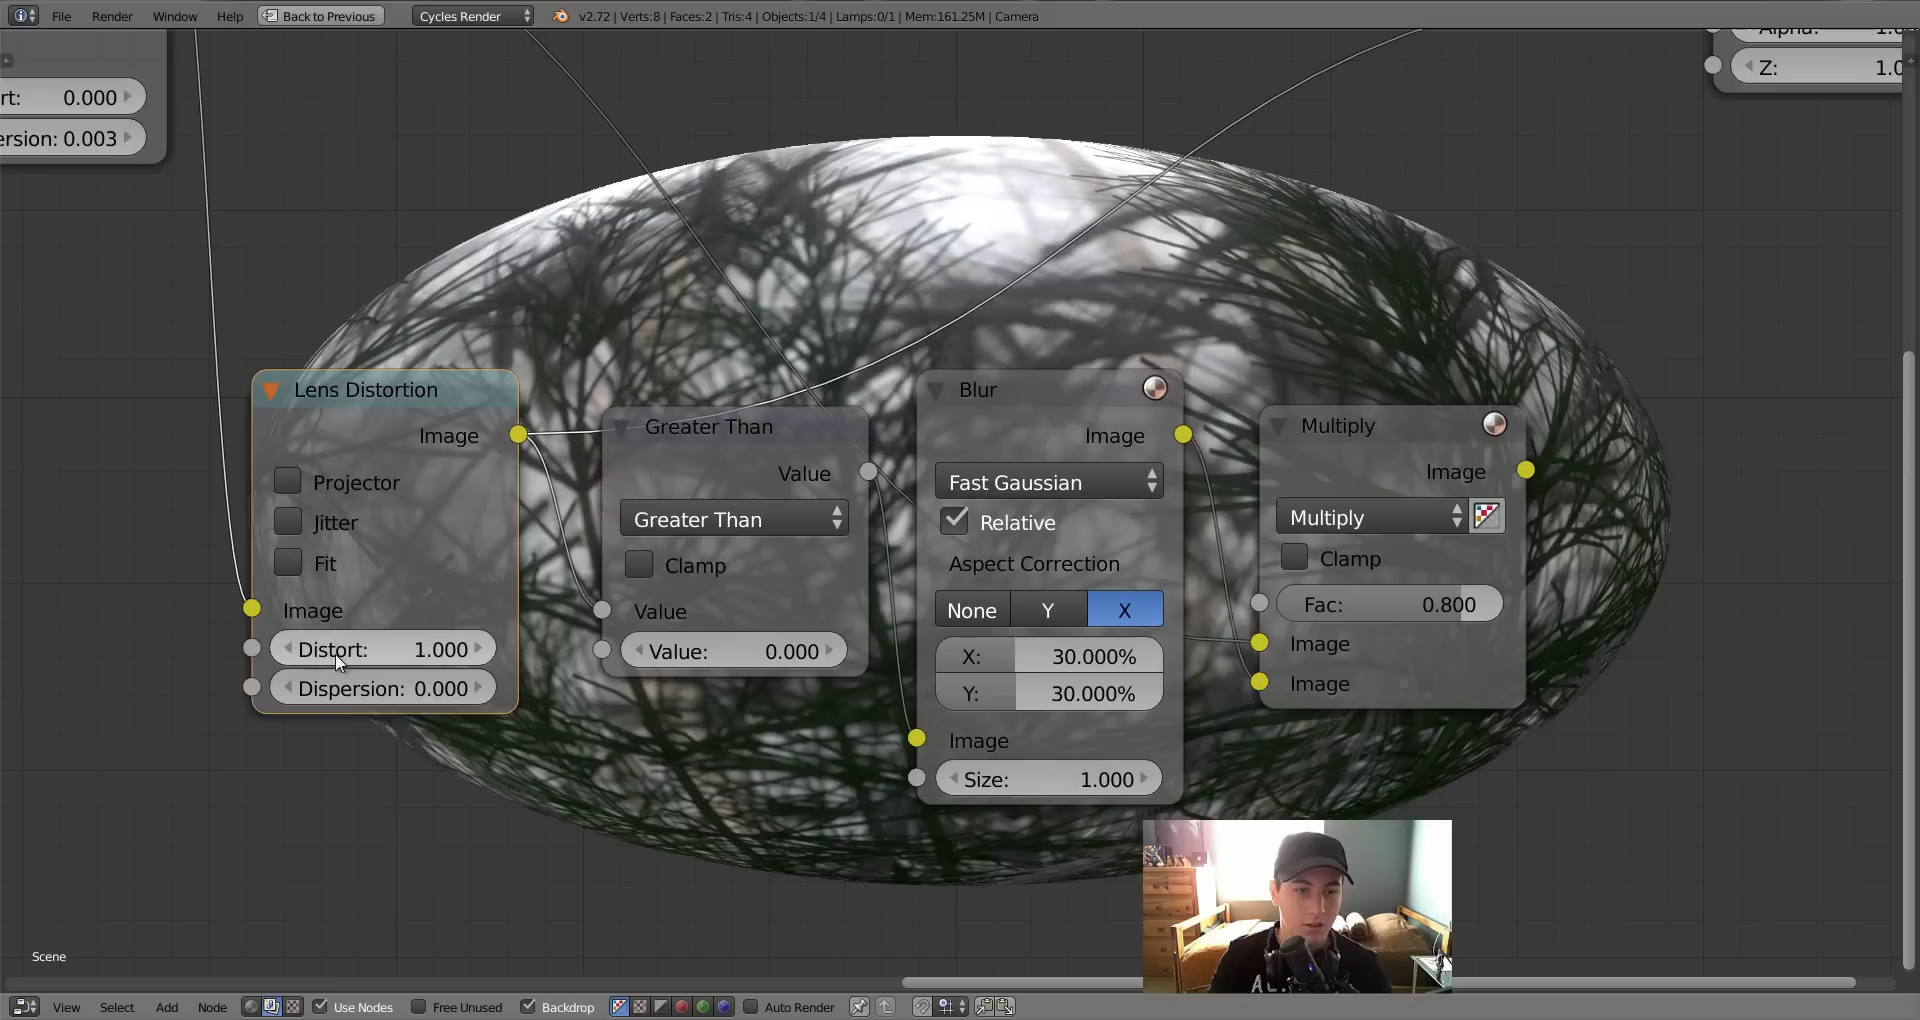 File Render Window Help Back to Previous Cycles Render v2.72 | Verts:8 | Faces:2 | Tris:4 | Objects:1/4 | Lamps:0/1 | Mem:161.25M | Camera
rt: 0.000
ersion: 0.003
Alpha: 1.0
Z: 1.0
Lens Distortion
Image
Projector
Jitter
Fit
Image
Distort: 1.000
Dispersion: 0.000
Greater Than
Value
Greater Than
Clamp
Value
Value: 0.000
Blur
Image
Fast Gaussian
Relative
Aspect Correction
None Y X
X: 30.000%
Y: 30.000%
Image
Size: 1.000
Multiply
Image
Multiply
Clamp
Fac: 0.800
Image
Image
Scene
View Select Add Node Use Nodes Free Unused Backdrop Auto Render